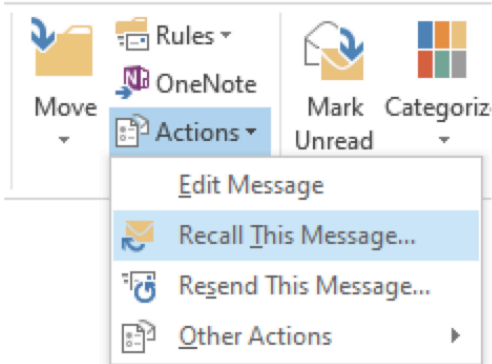 Rules
OneNote
Move
Actions
Mark
Unread
Categoriz
Edit Message
Recall This Message...
Resend This Message...
Other Actions